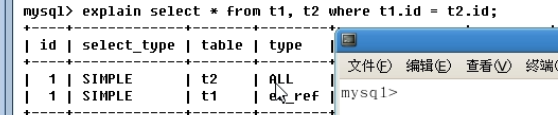 mysql> explain select * from t1, t2 where t1.id = t2.id;
| id | select_type | table | type
| 1 | SIMPLE | t2 | ALL
| 1 | SIMPLE | t1 | eq_ref
文件(F) 编辑(E) 查看(V) 终端
mysql>